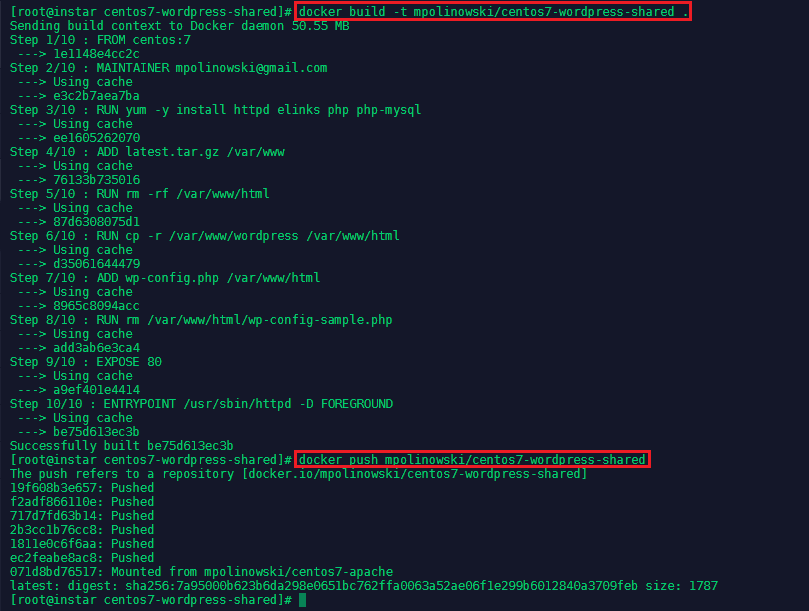 [root@instar centos7-wordpress-shared]# docker build -t mpolinowski/centos7-wordpress-shared .
Sending build context to Docker daemon 50.55 MB
Step 1/10 : FROM centos:7
 ---> 1e1148e4cc2c
Step 2/10 : MAINTAINER mpolinowski@gmail.com
 ---> Using cache
 ---> e3c2b7aea7ba
Step 3/10 : RUN yum -y install httpd elinks php php-mysql
 ---> Using cache
 ---> ee1605262070
Step 4/10 : ADD latest.tar.gz /var/www
 ---> Using cache
 ---> 76133b735016
Step 5/10 : RUN rm -rf /var/www/html
 ---> Using cache
 ---> 87d6308075d1
Step 6/10 : RUN cp -r /var/www/wordpress /var/www/html
 ---> Using cache
 ---> d35061644479
Step 7/10 : ADD wp-config.php /var/www/html
 ---> Using cache
 ---> 8965c8094acc
Step 8/10 : RUN rm /var/www/html/wp-config-sample.php
 ---> Using cache
 ---> add3ab6e3ca4
Step 9/10 : EXPOSE 80
 ---> Using cache
 ---> a9ef401e4414
Step 10/10 : ENTRYPOINT /usr/sbin/httpd -D FOREGROUND
 ---> Using cache
 ---> be75d613ec3b
Successfully built be75d613ec3b
[root@instar centos7-wordpress-shared]# docker push mpolinowski/centos7-wordpress-shared
The push refers to a repository [docker.io/mpolinowski/centos7-wordpress-shared]
19f608b3e657: Pushed
f2adf866110e: Pushed
717d7fd63b14: Pushed
2b3cc1b76cc8: Pushed
1811e0c6f6aa: Pushed
ec2feabe8ac8: Pushed
071d8bd76517: Mounted from mpolinowski/centos7-apache
latest: digest: sha256:7a95000b623b6da298e0651bc762ffa0063a52ae06f1e299b6012840a3709feb size: 1787
[root@instar centos7-wordpress-shared]#